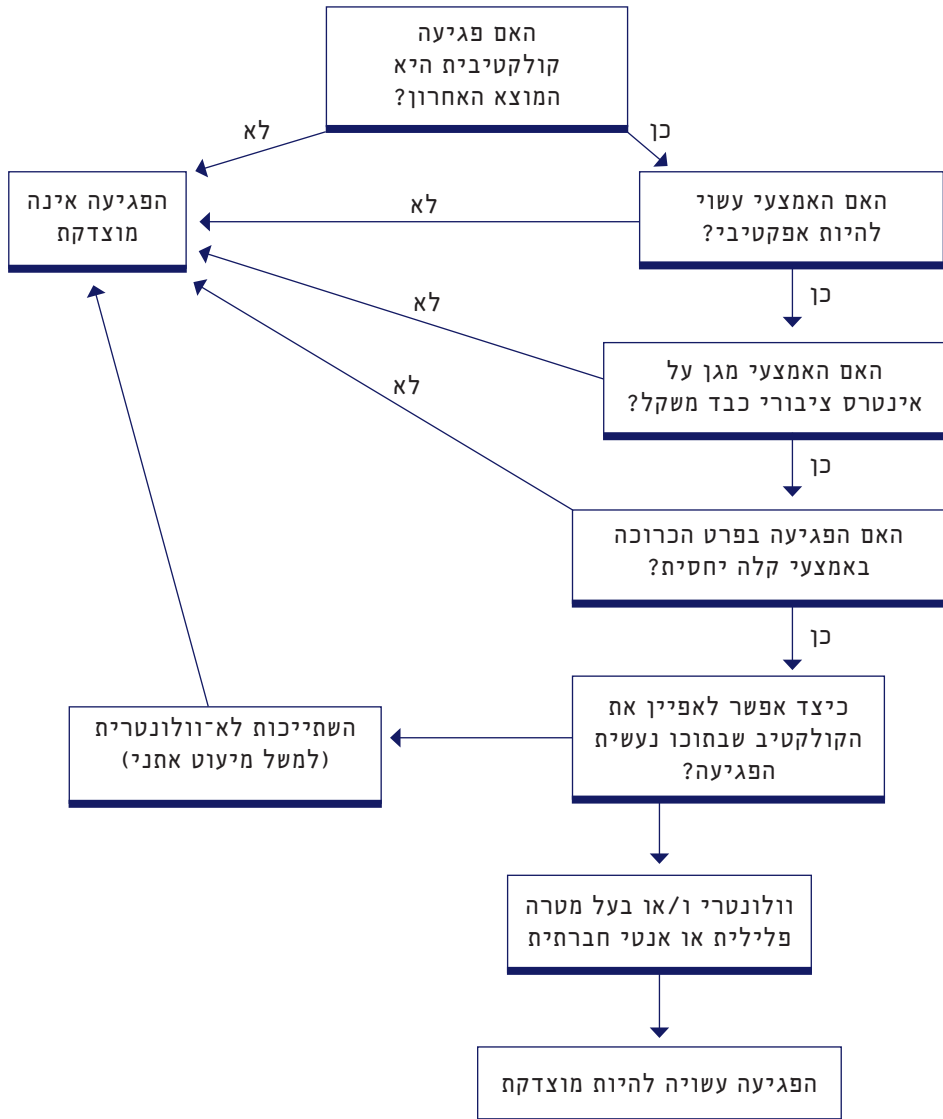 האם פגיעה
קולקטיבית היא
המוצא האחרון?
לא
כן
הפגיעה אינה
מוצדקת
האם האמצעי עשוי
להיות אפקטיבי?
לא
כן
האם האמצעי מגן על
אינטרס ציבורי כבד משקל?
לא
כן
האם הפגיעה בפרט הכרוכה
באמצעי קלה יחסית?
לא
כן
כיצד אפשר לאפיין את
הקולקטיב שבתוכו נעשית
הפגיעה?
השתייכות לא־וולונטרית
(למשל מיעוט אתני)
וולונטרי ו/או בעל מטרה
פלילית או אנטי חברתית
הפגיעה עשויה להיות מוצדקת